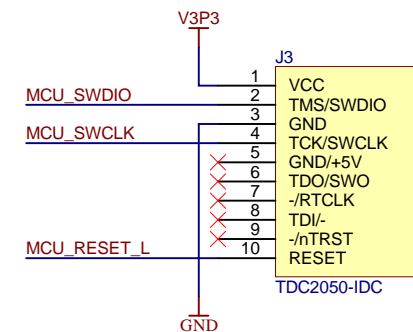 V3P3
J3
1 VCC
MCU_SWDIO 2 TMS/SWDIO
3 GND
MCU_SWCLK 4 TCK/SWCLK
5 GND/+5V
6 TDO/SWO
7 -/RTCLK
8 TDI/-
9 -/nTRST
MCU_RESET_L 10 RESET
TDC2050-IDC
GND